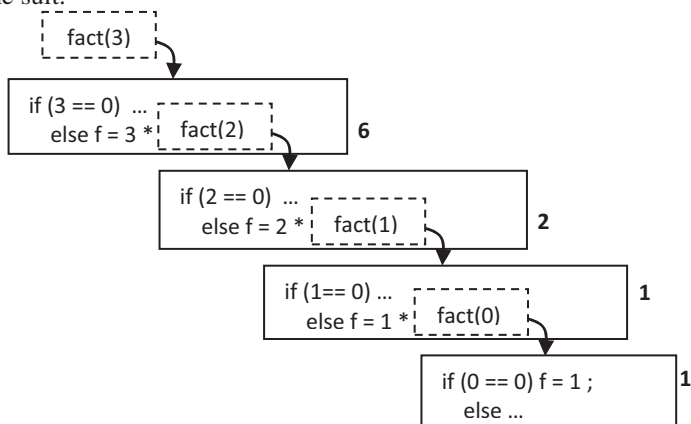 fact(3)
if (3 == 0) ...
else f = 3 * fact(2)
6
if (2 == 0) ...
else f = 2 * fact(1)
2
if (1== 0) ...
else f = 1 * fact(0)
1
if (0 == 0) f = 1 ;
else ...
1